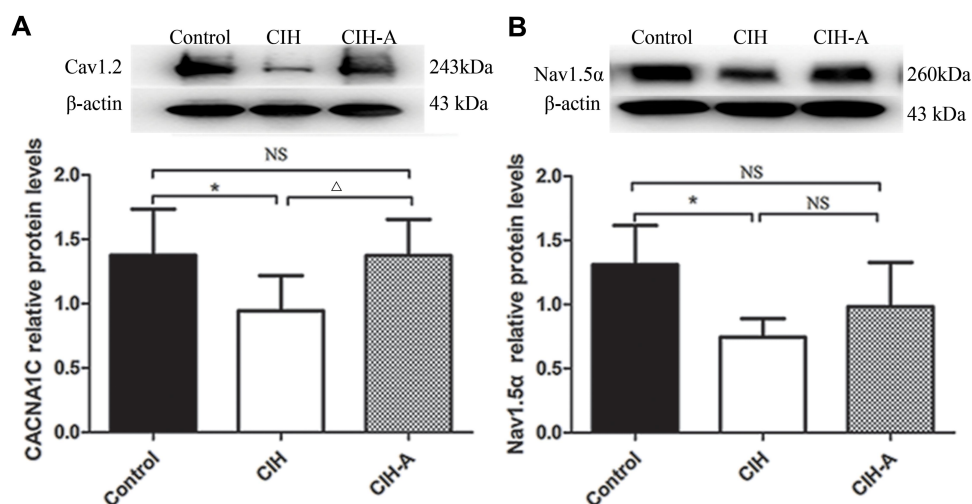 A
Control CIH CIH-A
Cav1.2 243kDa
β-actin 43 kDa
NS
* △
CACNA1C relative protein levels
2.0
1.5
1.0
0.5
0.0
Control CIH CIH-A
B
Control CIH CIH-A
Nav1.5α 260kDa
β-actin 43 kDa
NS
* NS
Nav1.5α relative protein levels
2.0
1.5
1.0
0.5
0.0
Control CIH CIH-A